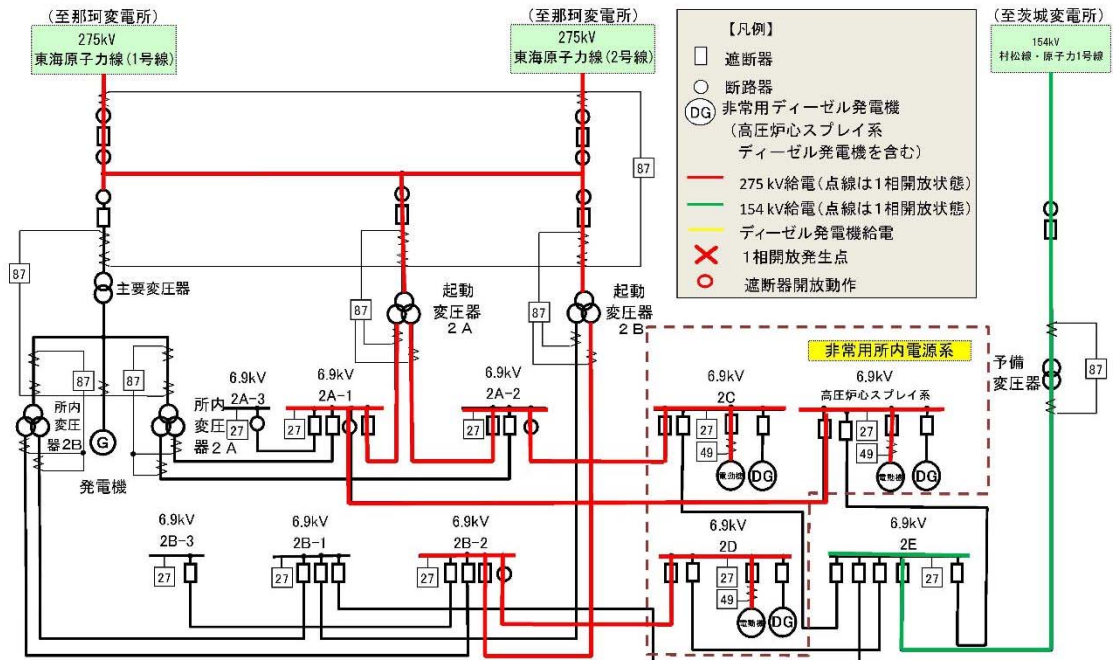 (至那珂変電所)
275kV
東海原子力線(1号線)
(至那珂変電所)
275kV
東海原子力線(2号線)
(至茨城変電所)
154kV
村松線・原子力1号線
【凡例】
遮断器
断路器
DG
非常用ディーゼル発電機
(高圧炉心スプレイ系
ディーゼル発電機を含む)
275kV給電(点線は1相開放状態)
154kV給電(点線は1相開放状態)
ディーゼル発電機給電
1相開放発生点
遮断器開放動作
87
87
87
87
87
87
87
主要変圧器
起動
変圧器
2A
起動
変圧器
2B
予備
変圧器
所内
変圧
器2B
G
発電機
所内
変圧
器2A
非常用所内電源系
6.9kV
2A-3
27
6.9kV
2A-1
27
6.9kV
2A-2
27
6.9kV
2C
27
49
電動機
DG
6.9kV
高圧炉心スプレイ系
27
49
電動機
DG
6.9kV
2B-3
27
6.9kV
2B-1
27
6.9kV
2B-2
27
6.9kV
2D
27
49
電動機
DG
6.9kV
2E
27